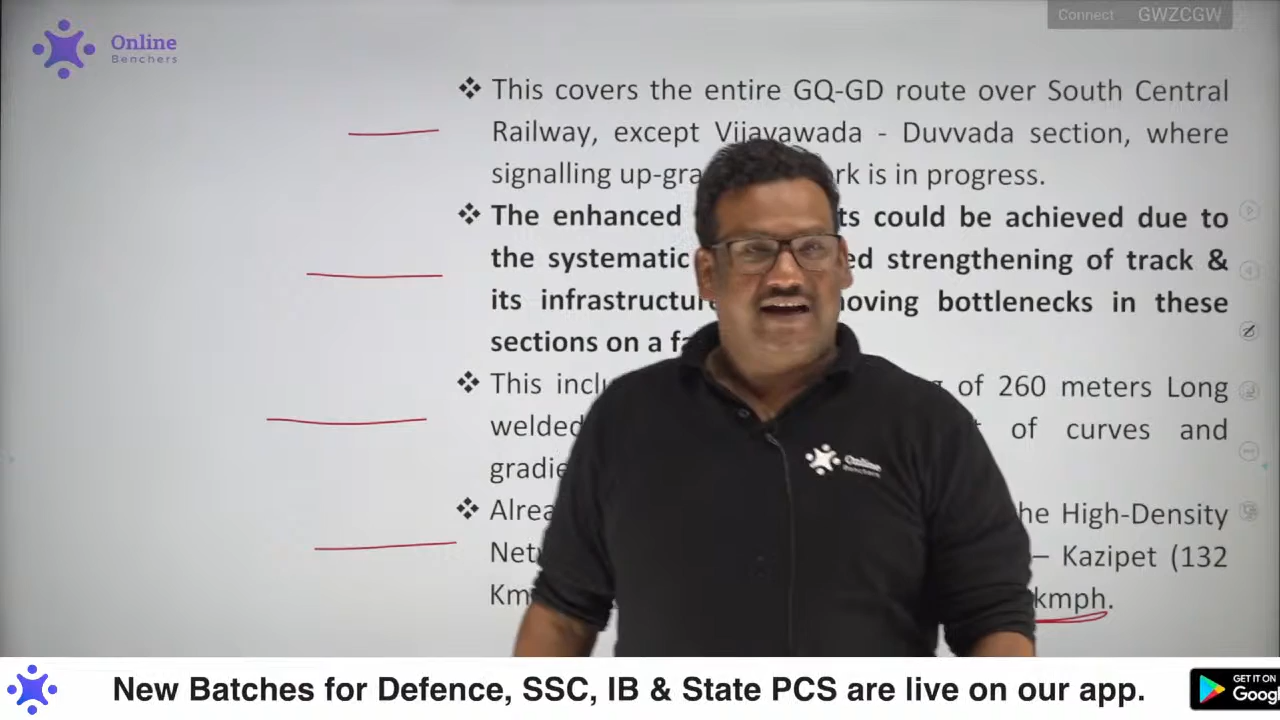 Online
Benchers
Connect GWZCGW
❖ This covers the entire GQ-GD route over South Central
Railway, except Vijayawada - Duvvada section, where
signalling up-gra rk is in progress.
❖ The enhanced ts could be achieved due to
the systematic ed strengthening of track &
its infrastructur moving bottlenecks in these
sections on a fa
❖ This inclu g of 260 meters Long
welded of curves and
gradie
❖ Alrea he High-Density
Net – Kazipet (132
Km kmph.
Online
Benchers
New Batches for Defence, SSC, IB & State PCS are live on our app.
GET IT ON
Googl